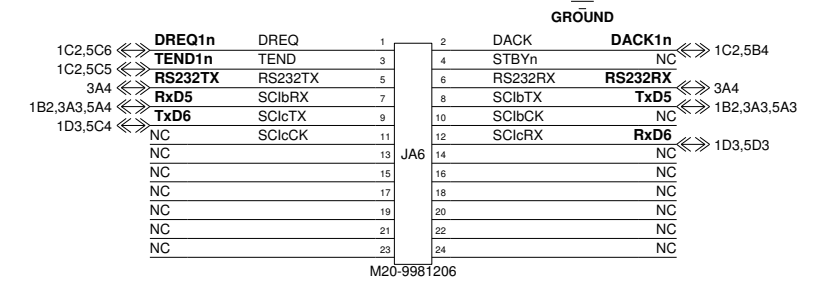 GROUND
1C2,5C6 DREQ1n DREQ 1 2 DACK DACK1n 1C2,5B4
1C2,5C5 TEND1n TEND 3 4 STBYn NC
3A4 RS232TX RS232TX 5 6 RS232RX RS232RX 3A4
1B2,3A3,5A4 RxD5 SCIbRX 7 8 SCIbTX TxD5 1B2,3A3,5A3
1D3,5C4 TxD6 SCIcTX 9 10 SCIbCK NC
NC SCIcCK 11 12 SCIcRX RxD6 1D3,5D3
NC 13 JA6 14 NC
NC 15 16 NC
NC 17 18 NC
NC 19 20 NC
NC 21 22 NC
NC 23 24 NC
M20-9981206